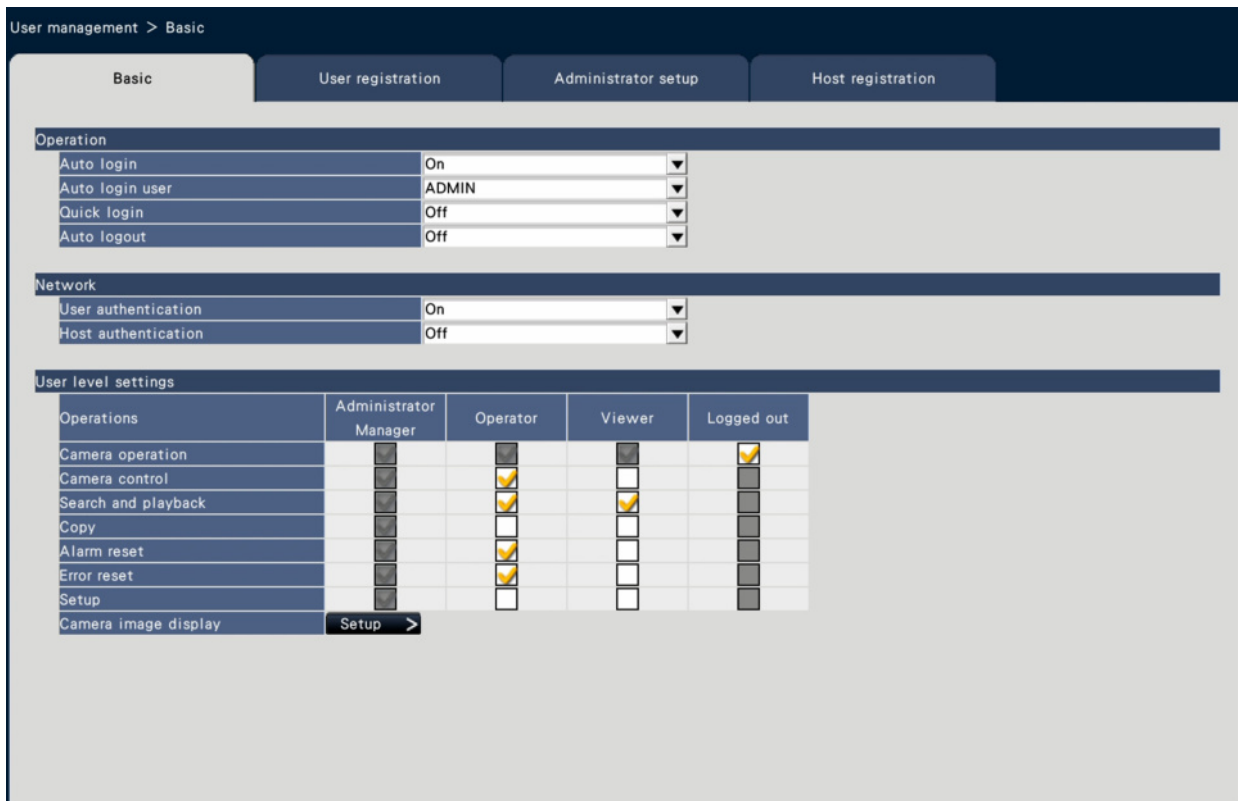 User management > Basic
Basic User registration Administrator setup Host registration
Operation
Auto login On
Auto login user ADMIN
Quick login Off
Auto logout Off
Network
User authentication On
Host authentication Off
User level settings
Operations Administrator Manager Operator Viewer Logged out
Camera operation
Camera control
Search and playback
Copy
Alarm reset
Error reset
Setup
Camera image display Setup >